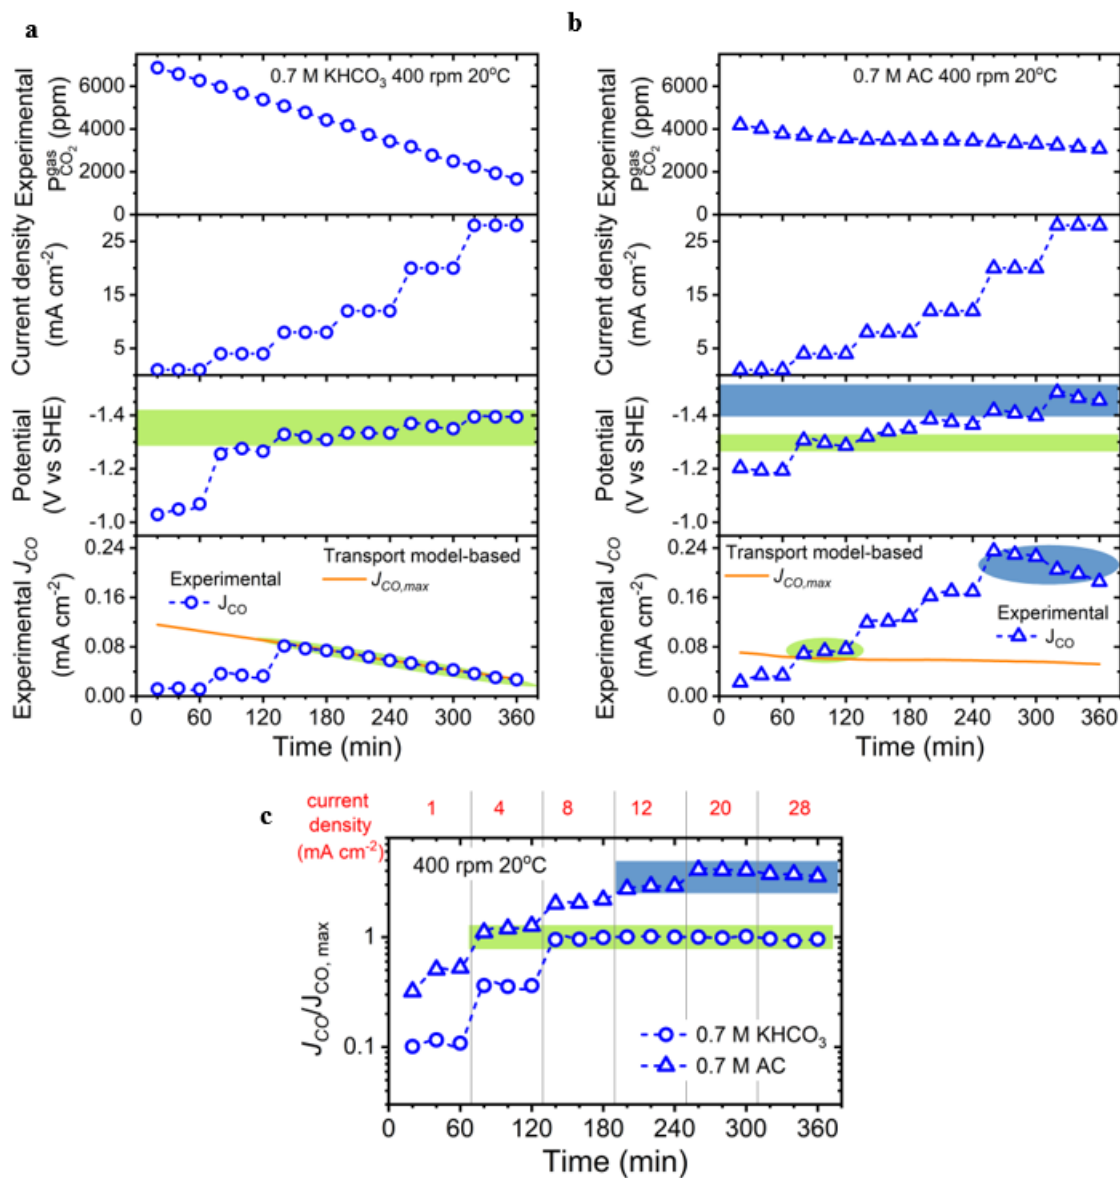 a
0.7 M KHCO₃ 400 rpm 20°C
Experimental
P^gas_CO₂ (ppm)
6000
4000
2000
0
Current density
(mA cm⁻²)
25
15
5
Potential
(V vs SHE)
-1.4
-1.2
-1.0
Experimental J_CO
(mA cm⁻²)
0.24
0.16
0.08
0.00
Transport model-based
J_CO,max
Experimental
J_CO
0 60 120 180 240 300 360
Time (min)
b
0.7 M AC 400 rpm 20°C
Experimental
P^gas_CO₂ (ppm)
6000
4000
2000
0
Current density
(mA cm⁻²)
25
15
5
Potential
(V vs SHE)
-1.4
-1.2
-1.0
Experimental J_CO
(mA cm⁻²)
0.24
0.16
0.08
0.00
Transport model-based
J_CO,max
Experimental
J_CO
0 60 120 180 240 300 360
Time (min)
c
current
density
(mA cm⁻²)
1 4 8 12 20 28
400 rpm 20°C
J_CO/J_CO, max
1
0.1
0.7 M KHCO₃
0.7 M AC
0 60 120 180 240 300 360
Time (min)